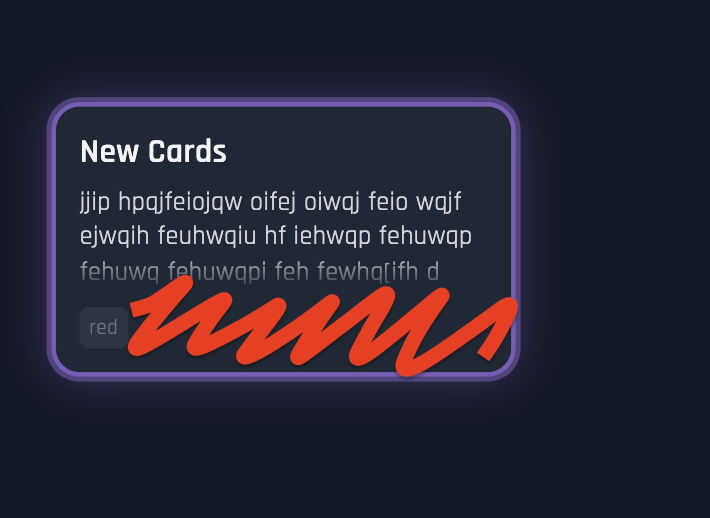 New Cards
jjip hpqjfeiojqw oifej oiwqj feio wqjf
ejwqih feuhwqiu hf iehwqp fehuwqp
fehuwq fehuwqpi feh fewhq[ifh d
red